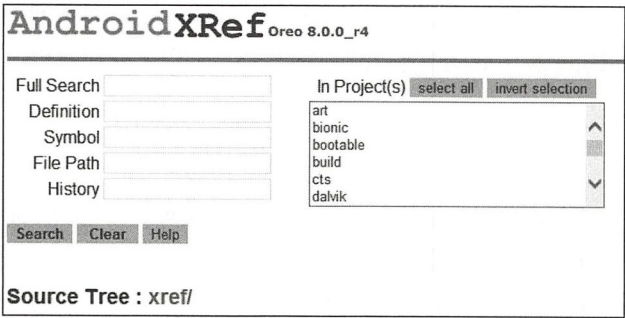 AndroidXRef Oreo 8.0.0_r4
Full Search
Definition
Symbol
File Path
History
In Project(s) select all invert selection
art
bionic
bootable
build
cts
dalvik
Search Clear Help
Source Tree : xref/